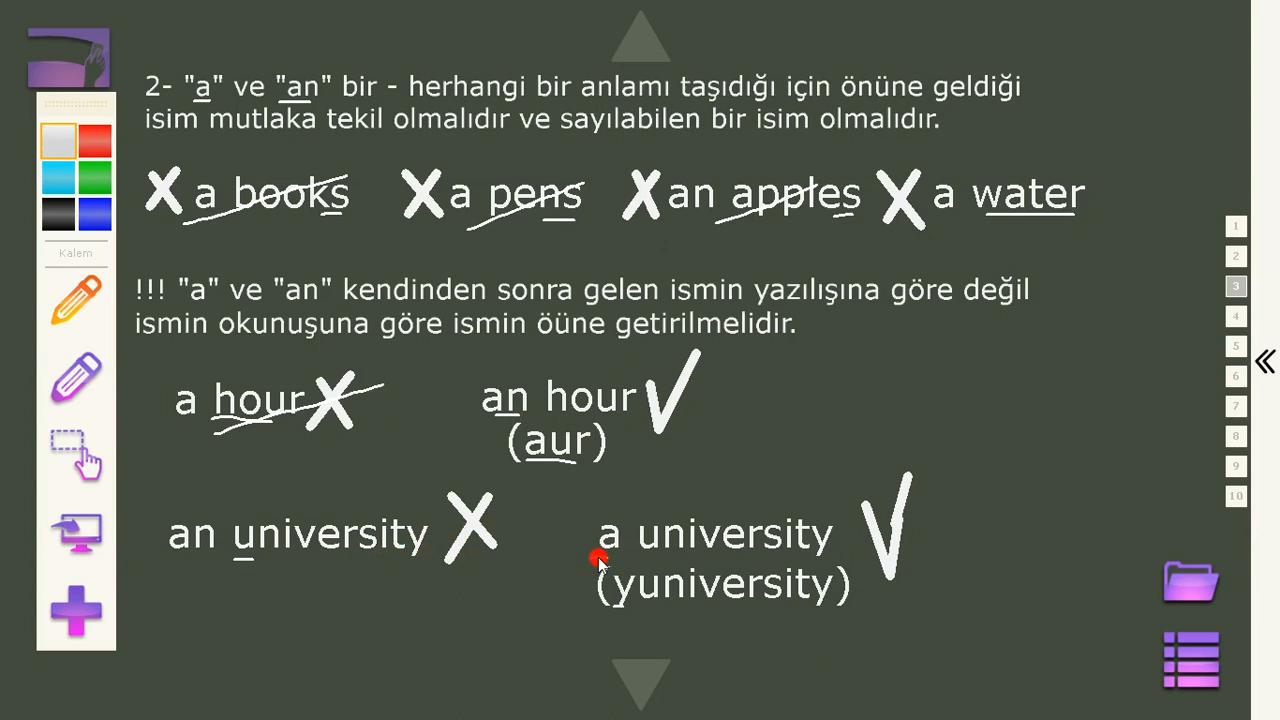 2- "a" ve "an" bir - herhangi bir anlamı taşıdığı için önüne geldiği
isim mutlaka tekil olmalıdır ve sayılabilen bir isim olmalıdır.
X a books X a pens X an apples X a water
!!! "a" ve "an" kendinden sonra gelen ismin yazılışına göre değil
ismin okunuşuna göre ismin öüne getirilmelidir.
a hour X an hour √
(aur)
an university X a university √
(yuniversity)
Kalem
1
2
3
4
5
6
7
8
9
10